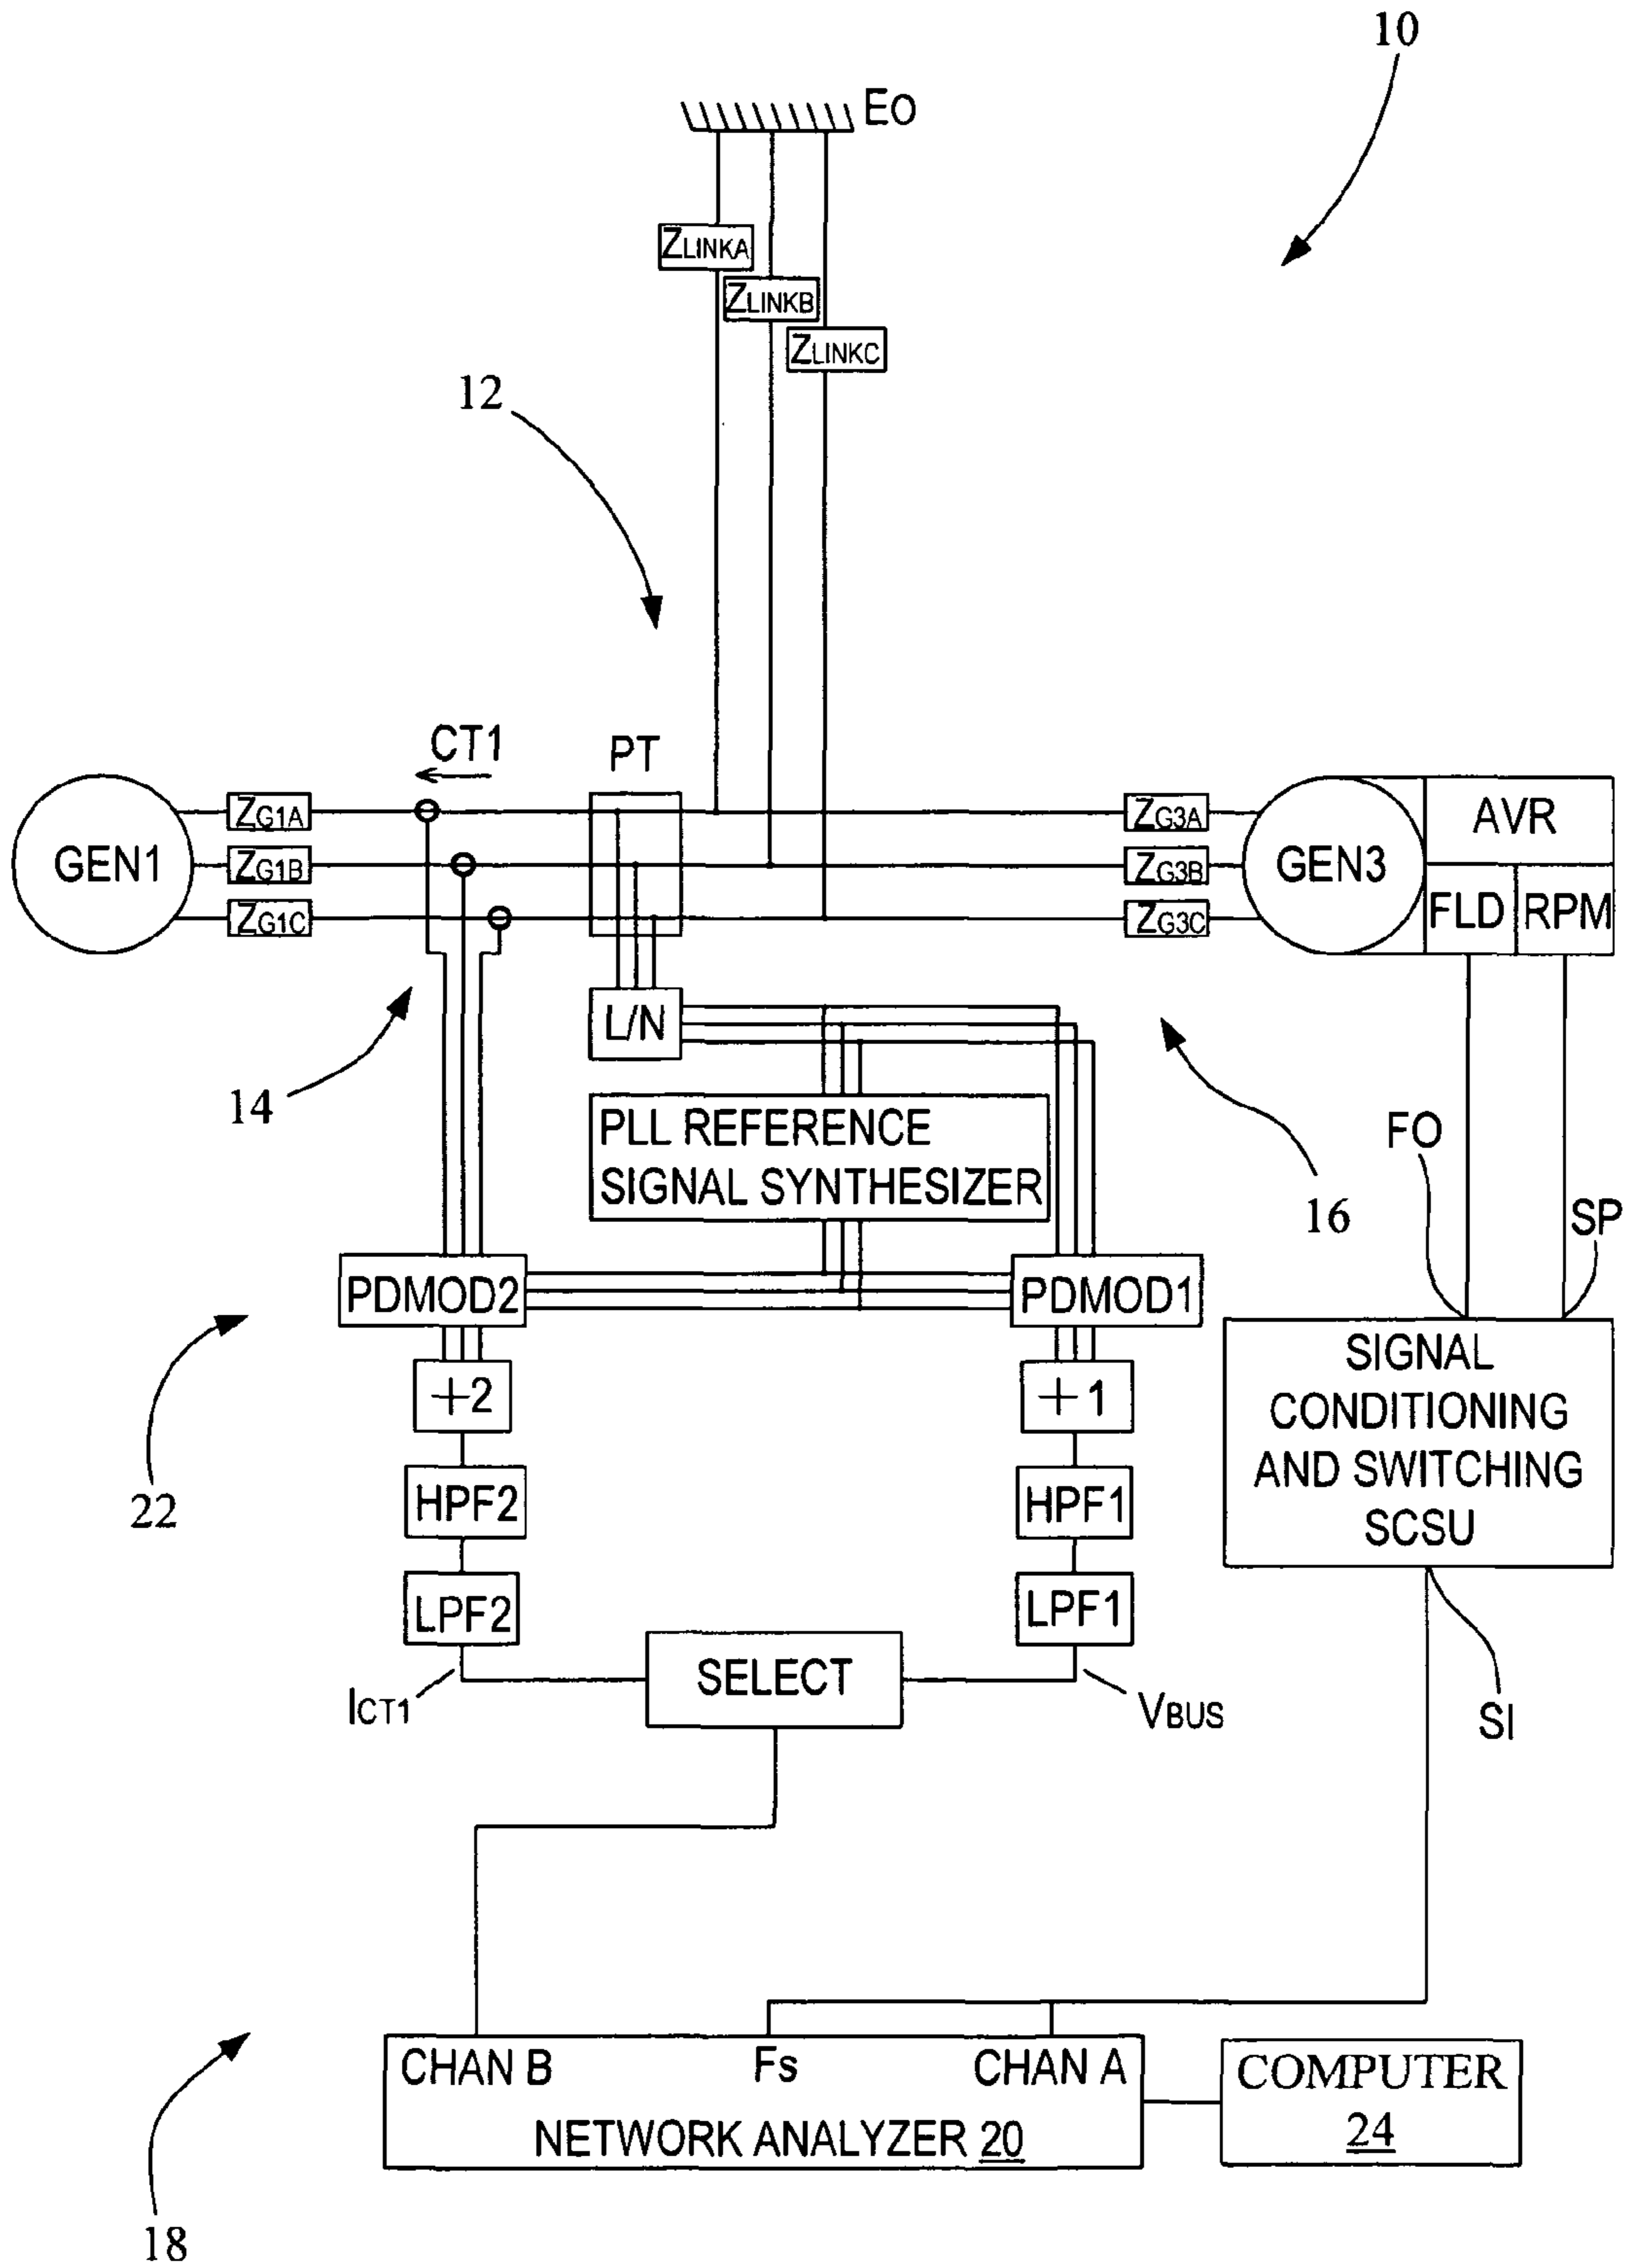 10
EO
ZLINKA
ZLINKB
ZLINKC
12
CT1
PT
GEN1
ZG1A
ZG1B
ZG1C
ZG3A
ZG3B
ZG3C
GEN3
AVR
FLD
RPM
L/N
14
16
PLL REFERENCE
SIGNAL SYNTHESIZER
FO
SP
PDMOD2
PDMOD1
22
+2
+1
HPF2
HPF1
LPF2
LPF1
SIGNAL
CONDITIONING
AND SWITCHING
SCSU
SELECT
ICT1
VBUS
SI
CHAN B
Fs
CHAN A
NETWORK ANALYZER 20
COMPUTER
24
18